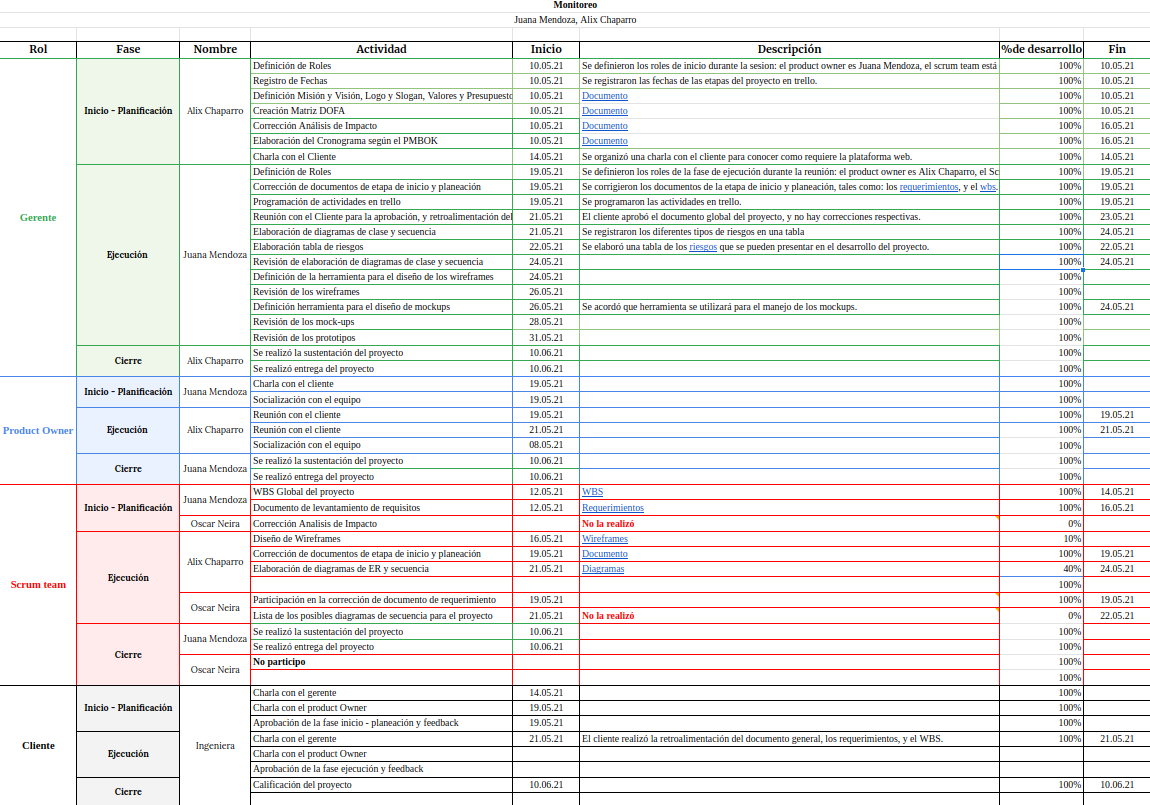 Monitoreo
Juana Mendoza, Alix Chaparro
Rol Fase Nombre Actividad Inicio Descripción %de desarrollo Fin
Definición de Roles 10.05.21 Se definieron los roles de inicio durante la sesion: el product owner es Juana Mendoza, el scrum team está 100% 10.05.21
Registro de Fechas 10.05.21 Se registraron las fechas de las etapas del proyecto en trello. 100% 10.05.21
Definición Misión y Visión, Logo y Slogan, Valores y Presupuesto 10.05.21 Documento 100% 10.05.21
Inicio - Planificación Alix Chaparro Creación Matriz DOFA 10.05.21 Documento 100% 10.05.21
Corrección Análisis de Impacto 10.05.21 Documento 100% 16.05.21
Elaboración del Cronograma según el PMBOK 10.05.21 Documento 100% 16.05.21
Charla con el Cliente 14.05.21 Se organizó una charla con el cliente para conocer como requiere la plataforma web. 100% 14.05.21
Definición de Roles 19.05.21 Se definieron los roles de la fase de ejecución durante la reunión: el product owner es Alix Chaparro, el Sc 100% 19.05.21
Corrección de documentos de etapa de inicio y planeación 19.05.21 Se corrigieron los documentos de la etapa de inicio y planeación, tales como: los requerimientos, y el wbs. 100% 19.05.21
Programación de actividades en trello 19.05.21 Se programaron las actividades en trello. 100% 19.05.21
Gerente Reunión con el Cliente para la aprobación, y retroalimentación del 21.05.21 El cliente aprobó el documento global del proyecto, y no hay correcciones respectivas. 100% 23.05.21
Elaboración de diagramas de clase y secuencia 21.05.21 Se registraron los diferentes tipos de riesgos en una tabla 100% 24.05.21
Elaboración tabla de riesgos 22.05.21 Se elaboró una tabla de los riesgos que se pueden presentar en el desarrollo del proyecto. 100% 22.05.21
Ejecución Juana Mendoza Revisión de elaboración de diagramas de clase y secuencia 24.05.21 100% 24.05.21
Definición de la herramienta para el diseño de los wireframes 24.05.21 100%
Revisión de los wireframes 26.05.21 100%
Definición herramienta para el diseño de mockups 26.05.21 Se acordó que herramienta se utilizará para el manejo de los mockups. 100% 24.05.21
Revisión de los mock-ups 28.05.21 100%
Revisión de los prototipos 31.05.21 100%
Cierre Alix Chaparro Se realizó la sustentación del proyecto 10.06.21 100%
Se realizó entrega del proyecto 10.06.21 100%
Inicio - Planificación Juana Mendoza Charla con el cliente 19.05.21 100%
Socialización con el equipo 19.05.21 100%
Reunión con el cliente 19.05.21 100% 19.05.21
Product Owner Ejecución Alix Chaparro Reunión con el cliente 21.05.21 100% 21.05.21
Socialización con el equipo 08.05.21 100%
Cierre Juana Mendoza Se realizó la sustentación del proyecto 10.06.21 100%
Se realizó entrega del proyecto 10.06.21 100%
Juana Mendoza WBS Global del proyecto 12.05.21 WBS 100% 14.05.21
Inicio - Planificación Documento de levantamiento de requisitos 12.05.21 Requerimientos 100% 16.05.21
Oscar Neira Corrección Analisis de Impacto No la realizó 0%
Diseño de Wireframes 16.05.21 Wireframes 10%
Alix Chaparro Corrección de documentos de etapa de inicio y planeación 19.05.21 Documento 100% 19.05.21
Ejecución Elaboración de diagramas de ER y secuencia 21.05.21 Diagramas 40% 24.05.21
Scrum team 100%
Oscar Neira Participación en la corrección de documento de requerimiento 19.05.21 100% 19.05.21
Lista de los posibles diagramas de secuencia para el proyecto 21.05.21 No la realizó 0% 22.05.21
Juana Mendoza Se realizó la sustentación del proyecto 10.06.21 100%
Cierre Se realizó entrega del proyecto 10.06.21 100%
Oscar Neira No participo 100%
100%
Charla con el gerente 14.05.21 100%
Inicio - Planificación Charla con el product Owner 19.05.21 100%
Aprobación de la fase inicio - planeación y feedback 19.05.21 100%
Cliente Ingeniera Charla con el gerente 21.05.21 El cliente realizó la retroalimentación del documento general, los requerimientos, y el WBS. 100% 21.05.21
Ejecución Charla con el product Owner
Aprobación de la fase ejecución y feedback
Cierre Calificación del proyecto 10.06.21 100% 10.06.21